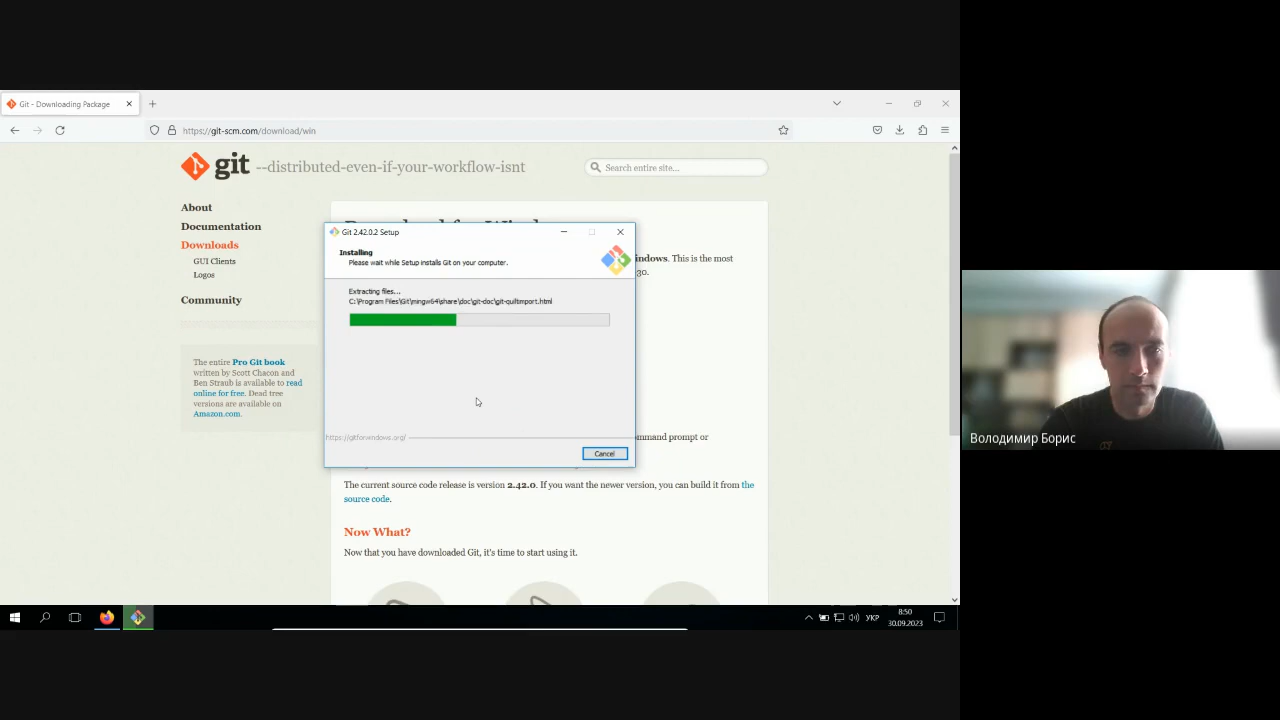 Git - Downloading Package
https://git-scm.com/download/win
git --distributed-even-if-your-workflow-isnt
Search entire site...
About
Documentation
Downloads
GUI Clients
Logos
Community
The entire Pro Git book
written by Scott Chacon and
Ben Straub is available to read
online for free. Dead tree
versions are available on
Amazon.com.
Git 2.42.0.2 Setup
Installing
Please wait while Setup installs Git on your computer.
Extracting files...
C:\Program Files\Git\mingw64\share\doc\git-doc\git-quiltimport.html
https://gitforwindows.org/
Cancel
indows. This is the most
30.
mmand prompt or
The current source code release is version 2.42.0. If you want the newer version, you can build it from the
source code.
Now What?
Now that you have downloaded Git, it's time to start using it.
УКР
8:50
30.09.2023
Володимир Борис